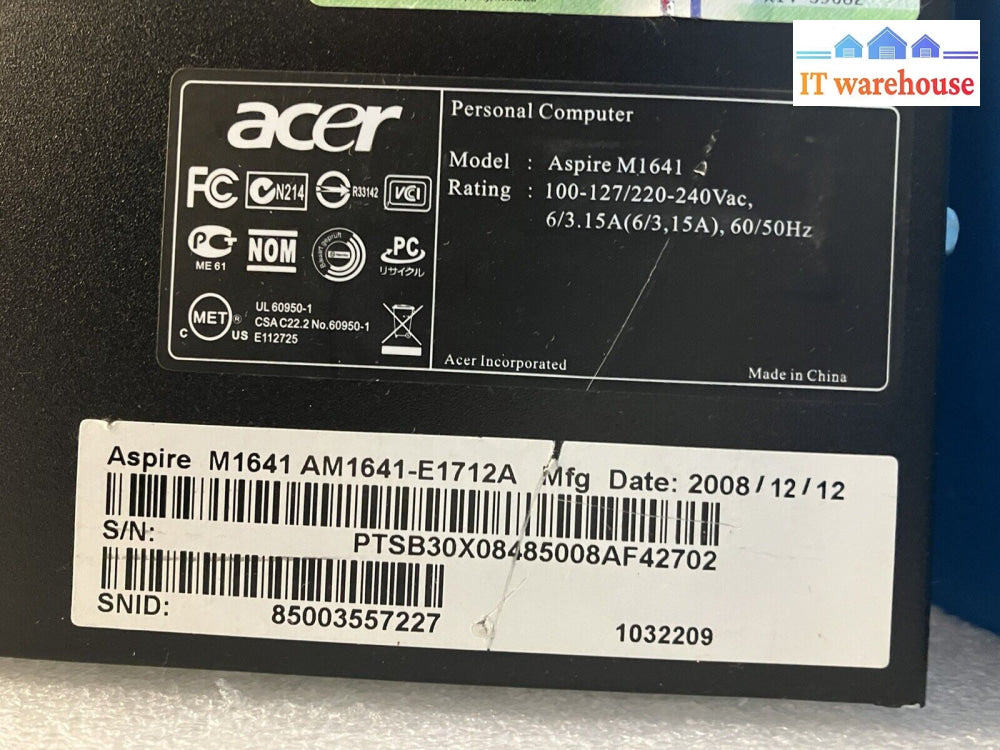 IT warehouse
acer
Personal Computer
Model : Aspire M1641
Rating : 100-127/220-240Vac,
6/3.15A(6/3,15A), 60/50Hz
FC N214 R33142 VCI
PCT
ME 61
NOM
PC
リサイクル
MET
C US
UL 60950-1
CSA C22.2 No.60950-1
E112725
Acer Incorporated
Made in China
Aspire M1641 AM1641-E1712A Mfg Date: 2008/12/12
S/N: PTSB30X08485008AF42702
SNID: 85003557227
1032209